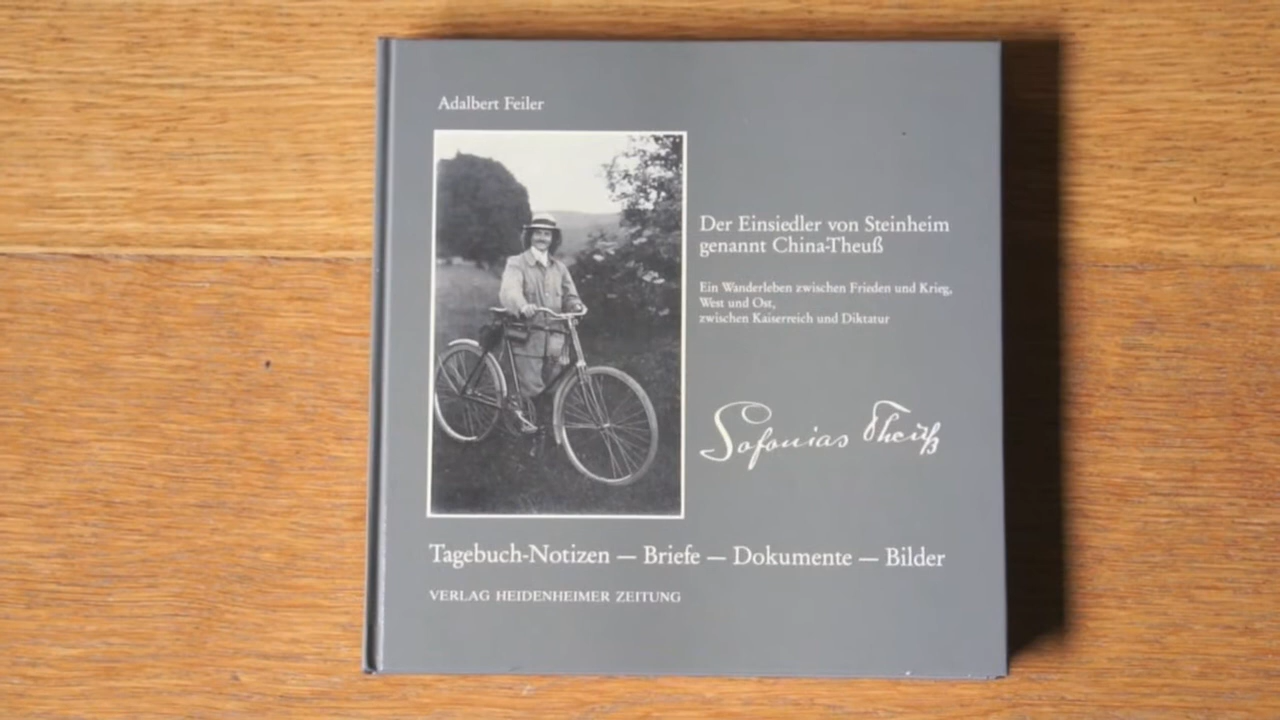 Adalbert Feiler
Der Einsiedler von Steinheim
genannt China-Theuß
Ein Wanderleben zwischen Frieden und Krieg,
West und Ost,
zwischen Kaiserreich und Diktatur
Sofonias Theuß
Tagebuch-Notizen — Briefe — Dokumente — Bilder
VERLAG HEIDENHEIMER ZEITUNG